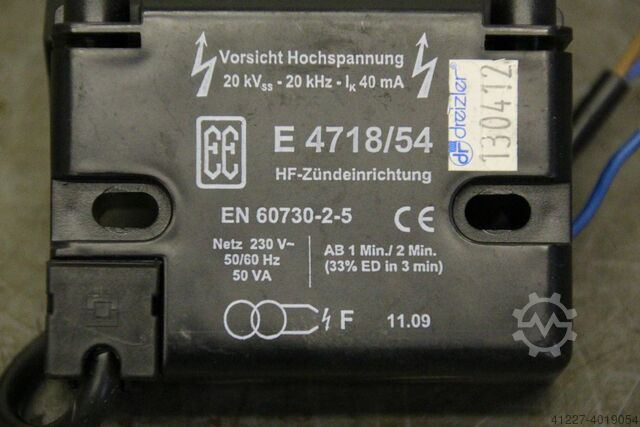 Vorsicht Hochspannung
20 kVSS - 20 kHz - IK 40 mA
E 4718/54
HF-Zündeinrichtung
EN 60730-2-5
CE
Netz 230 V~
50/60 Hz
50 VA
AB 1 Min./ 2 Min.
(33% ED in 3 min)
F
11.09
dreizler
130412
41227-4019054